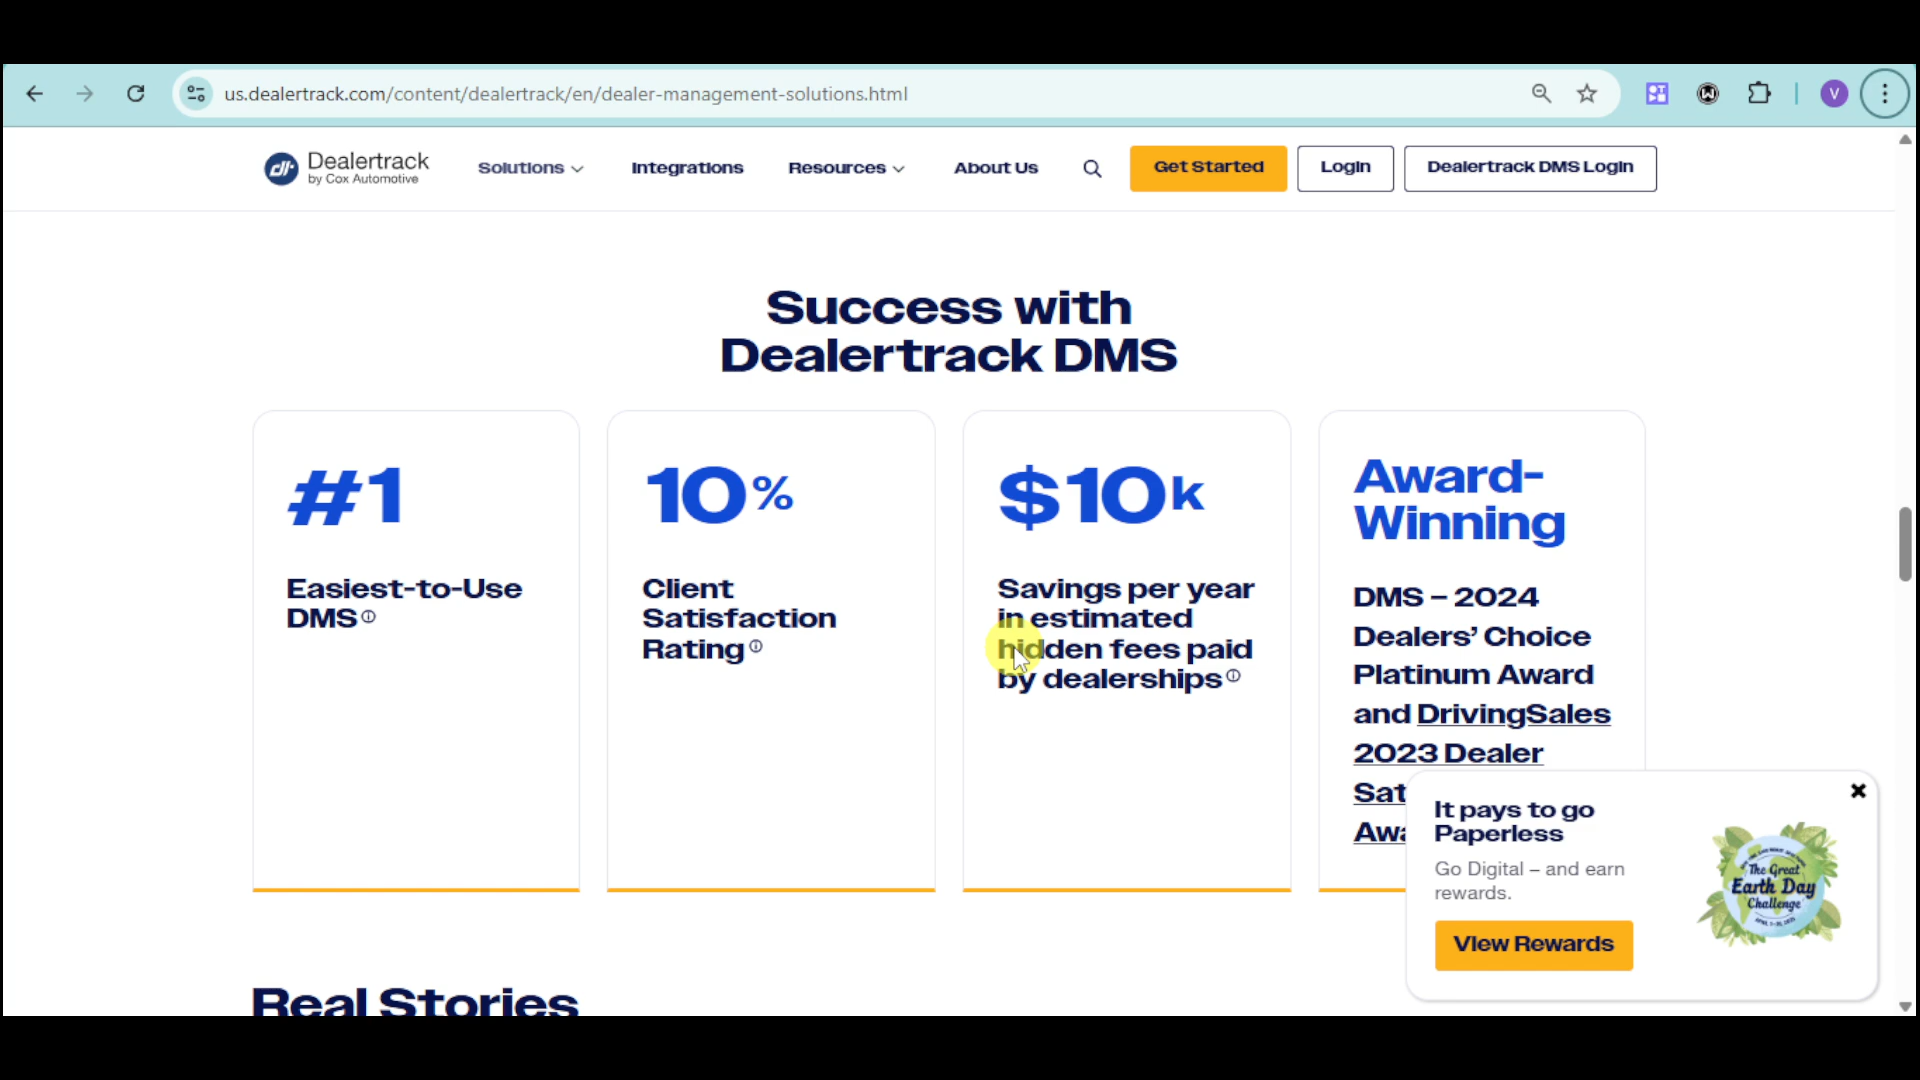 us.dealertrack.com/content/dealertrack/en/dealer-management-solutions.html
V
Dealertrack
by Cox Automotive
Solutions
Integrations
Resources
About Us
Get Started
Login
Dealertrack DMS Login
Success with
Dealertrack DMS
#1
Easiest-to-Use
DMS
10%
Client
Satisfaction
Rating
$10k
Savings per year
in estimated
hidden fees paid
by dealerships
Award-
Winning
DMS – 2024
Dealers' Choice
Platinum Award
and DrivingSales
2023 Dealer
Sat
Awa
It pays to go
Paperless
Go Digital – and earn
rewards.
View Rewards
The Great
Earth Day
Challenge
Real Stories